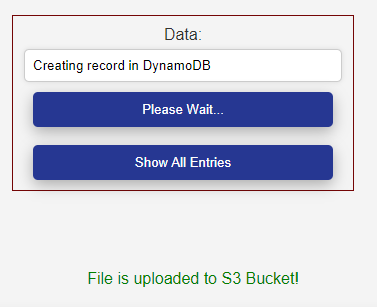 Data:
Creating record in DynamoDB
Please Wait...
Show All Entries
File is uploaded to S3 Bucket!